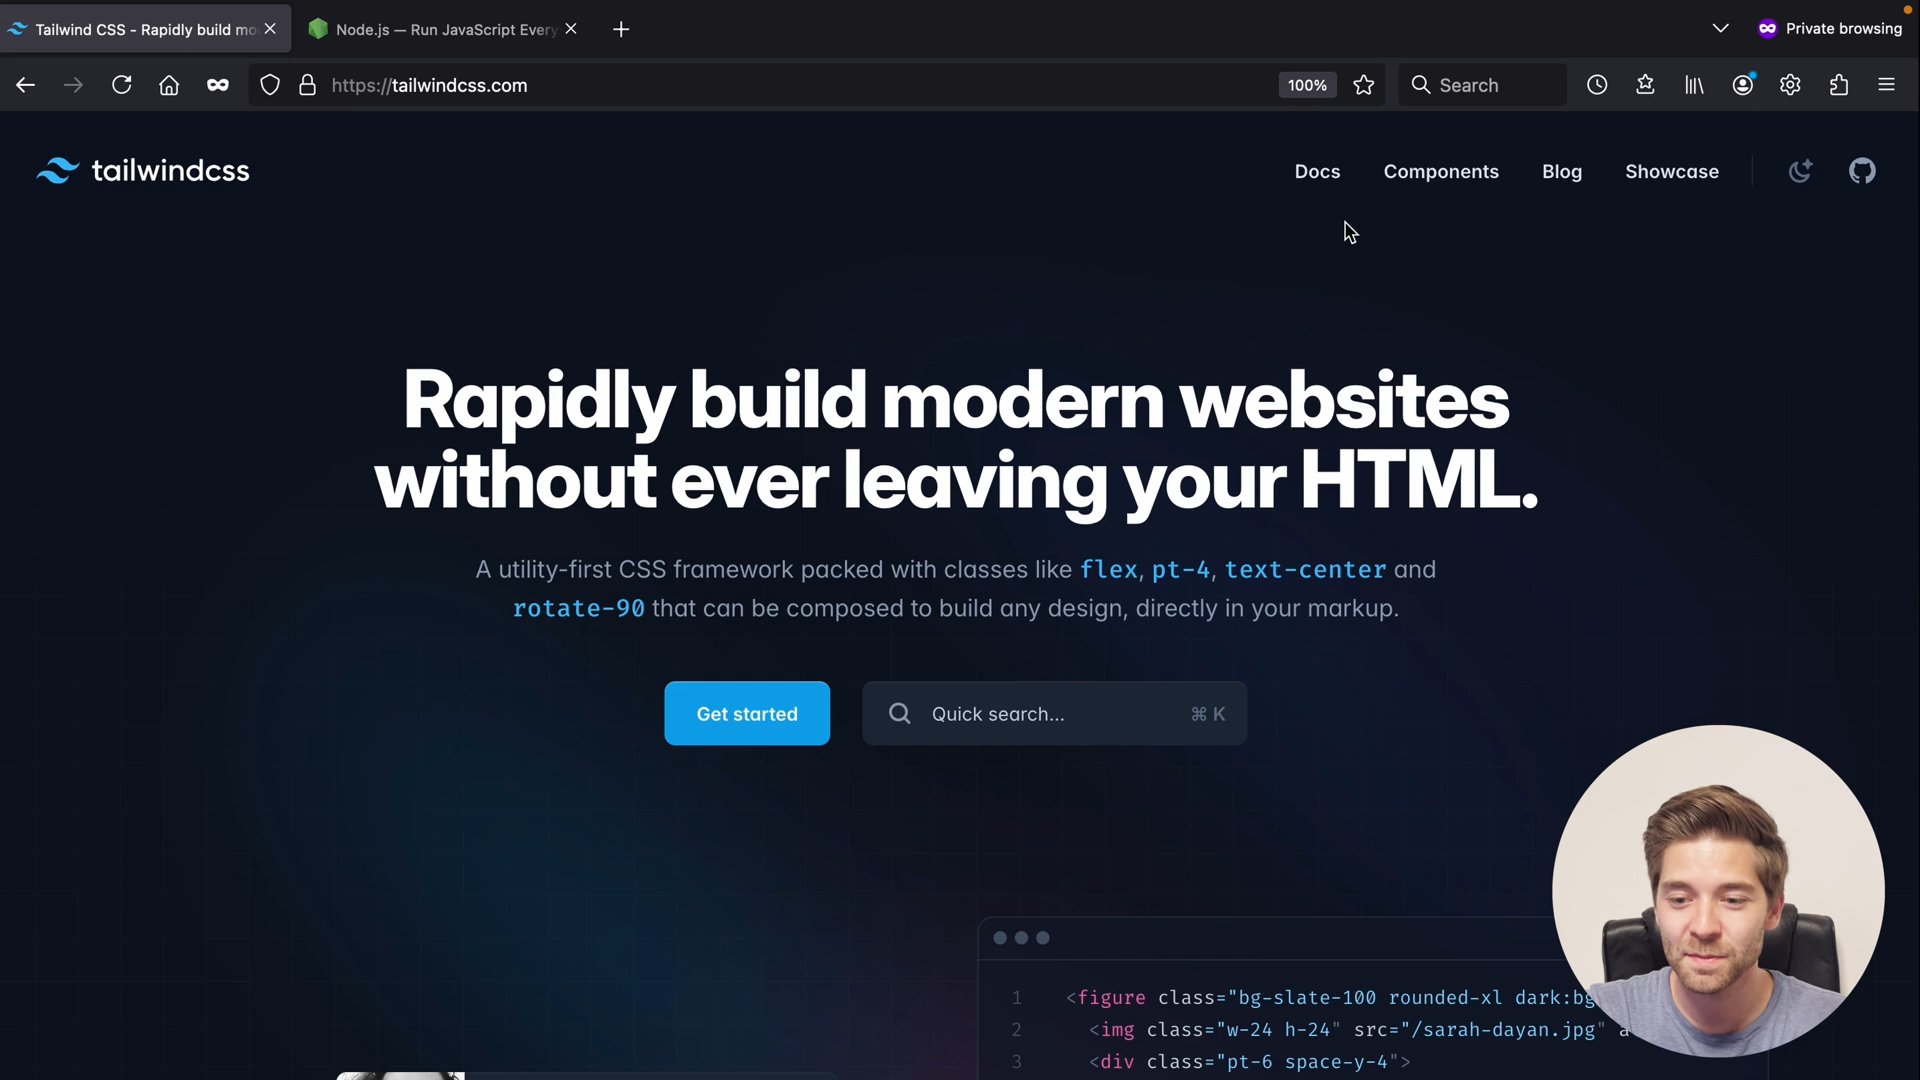 Tailwind CSS - Rapidly build mo
Node.js — Run JavaScript Every
Private browsing
https://tailwindcss.com
100%
Search
tailwindcss
Docs
Components
Blog
Showcase
Rapidly build modern websites
without ever leaving your HTML.
A utility-first CSS framework packed with classes like flex, pt-4, text-center and
rotate-90 that can be composed to build any design, directly in your markup.
Get started
Quick search...
⌘ K
1 <figure class="bg-slate-100 rounded-xl dark:bg
2 <img class="w-24 h-24" src="/sarah-dayan.jpg" a
3 <div class="pt-6 space-y-4">